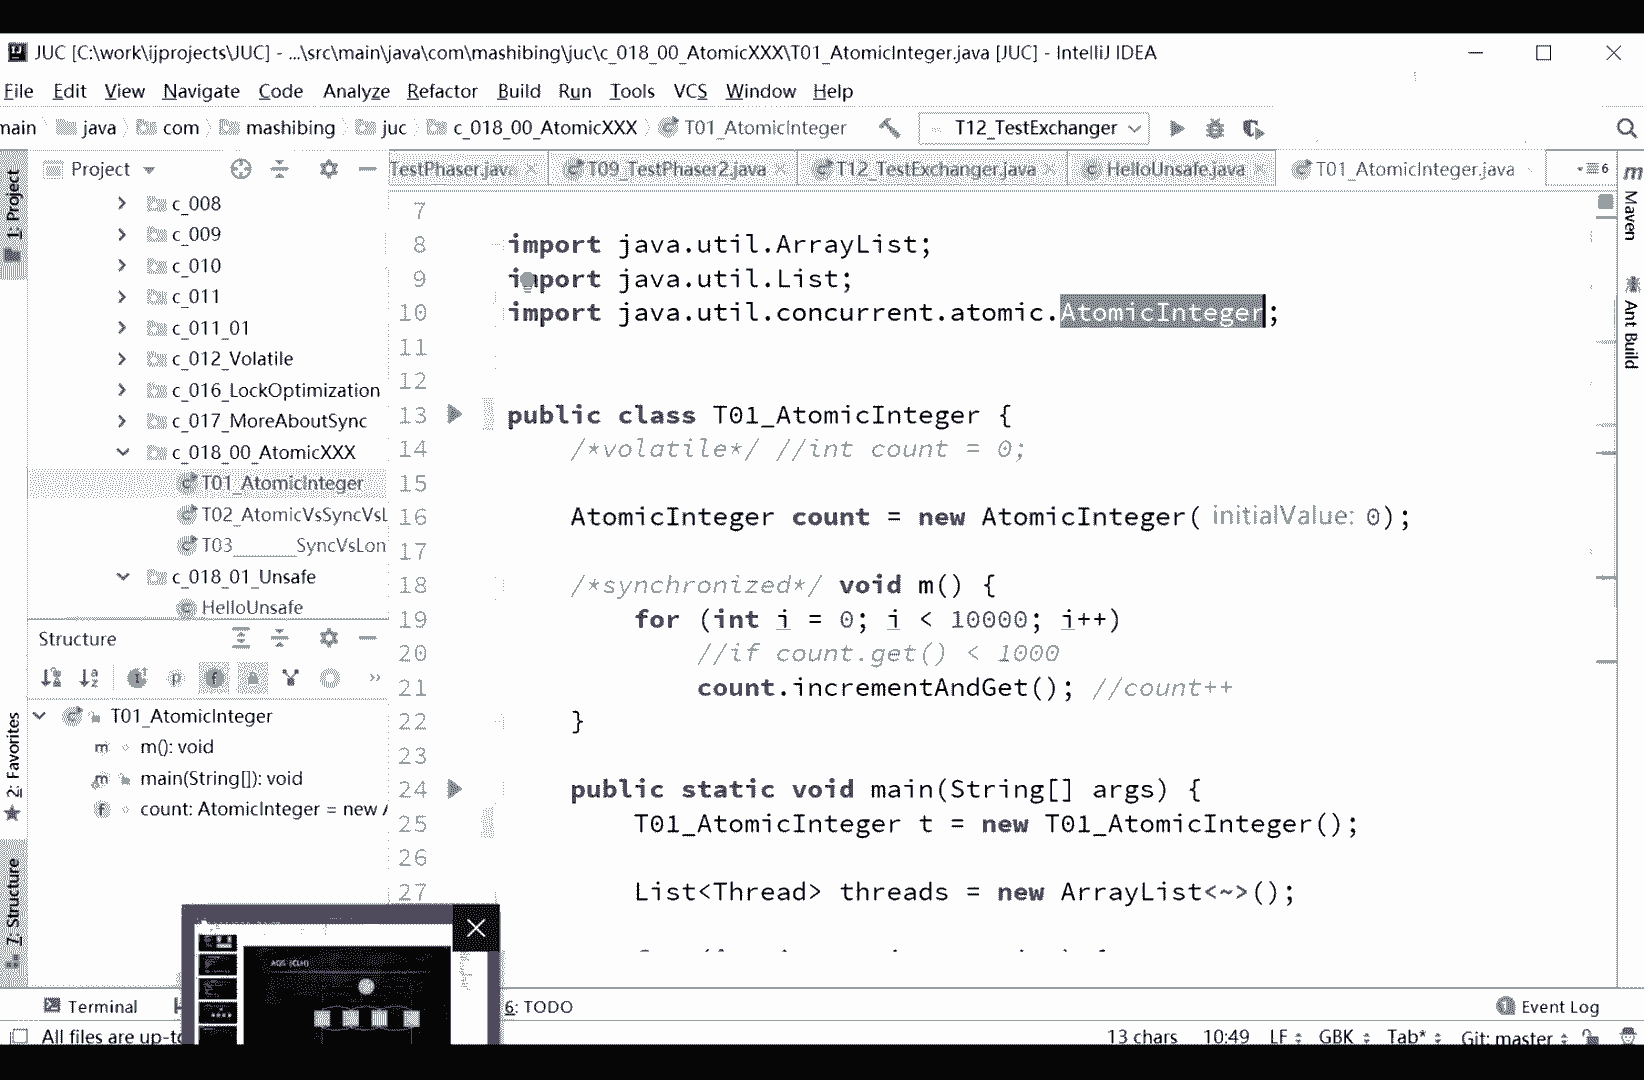 JUC [C:\work\ijprojects\JUC] - ...\src\main\java\com\mashibing\juc\c_018_00_AtomicXXX\T01_AtomicInteger.java [JUC] - IntelliJ IDEA
File Edit View Navigate Code Analyze Refactor Build Run Tools VCS Window Help
main java com mashibing juc c_018_00_AtomicXXX T01_AtomicInteger T12_TestExchanger
Project
TestPhaser.java T09_TestPhaser2.java T12_TestExchanger.java HelloUnsafe.java T01_AtomicInteger.java 6
1: Project
c_008
c_009
c_010
c_011
c_011_01
c_012_Volatile
c_016_LockOptimization
c_017_MoreAboutSync
c_018_00_AtomicXXX
T01_AtomicInteger
T02_AtomicVsSyncVsL
T03______SyncVsLon
c_018_01_Unsafe
HelloUnsafe
Structure
T01_AtomicInteger
m(): void
main(String[]): void
count: AtomicInteger = new A
2: Favorites
7: Structure
7
8 import java.util.ArrayList;
9 import java.util.List;
10 import java.util.concurrent.atomic.AtomicInteger;
11
12
13 public class T01_AtomicInteger {
14 /*volatile*/ //int count = 0;
15
16 AtomicInteger count = new AtomicInteger( initialValue: 0);
17
18 /*synchronized*/ void m() {
19 for (int i = 0; i < 10000; i++)
20 //if count.get() < 1000
21 count.incrementAndGet(); //count++
22 }
23
24 public static void main(String[] args) {
25 T01_AtomicInteger t = new T01_AtomicInteger();
26
27 List<Thread> threads = new ArrayList<~>();
Maven
Ant Build
AQS (CLH)
Terminal 6: TODO Event Log
All files are up-to 13 chars 10:49 LF GBK Tab* Git: master